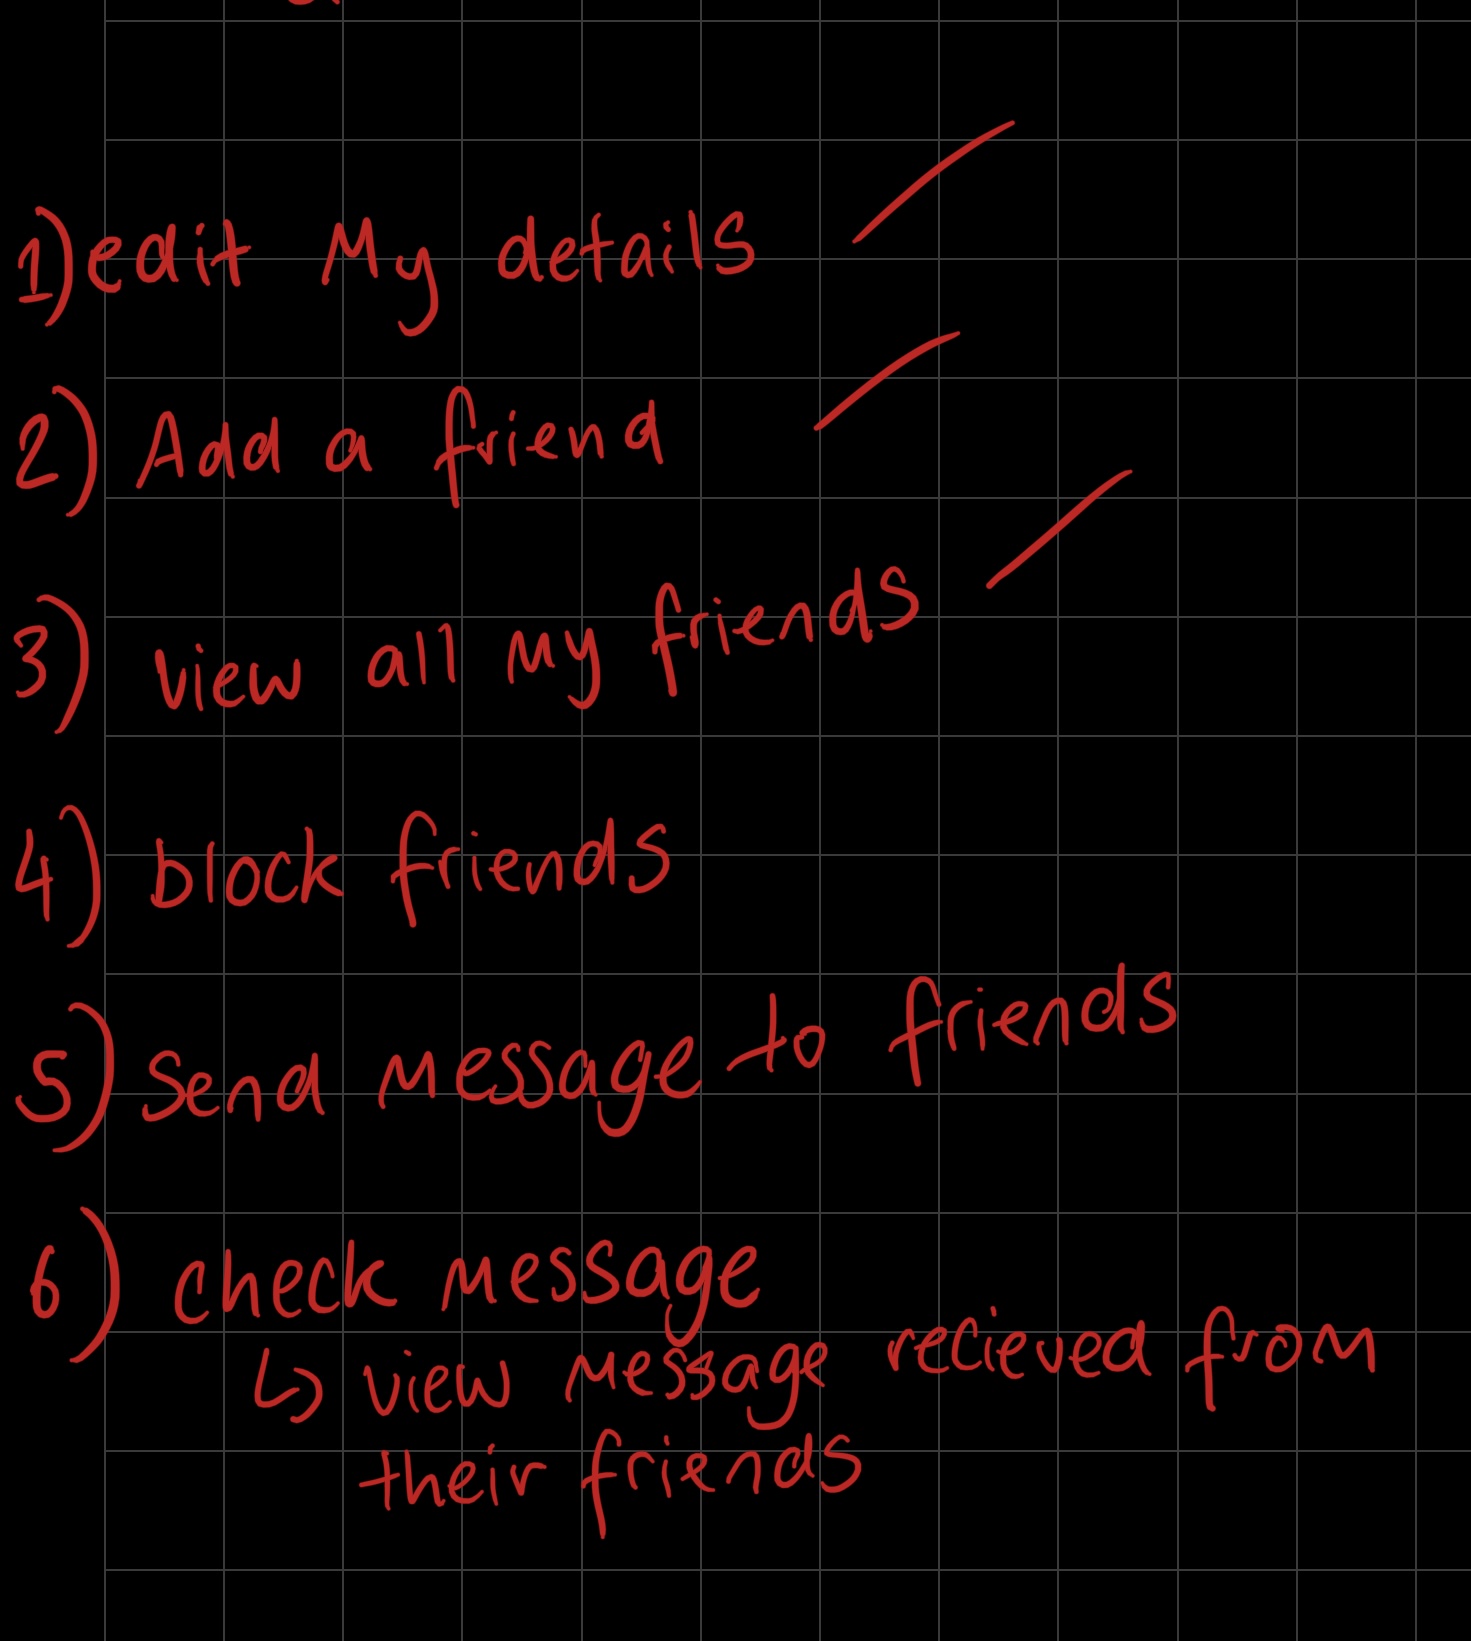 1) edit My details
2) Add a friend
3) view all my friends
4) block friends
5) Send message to friends
6) check message
↳ view message recieved from
their friends